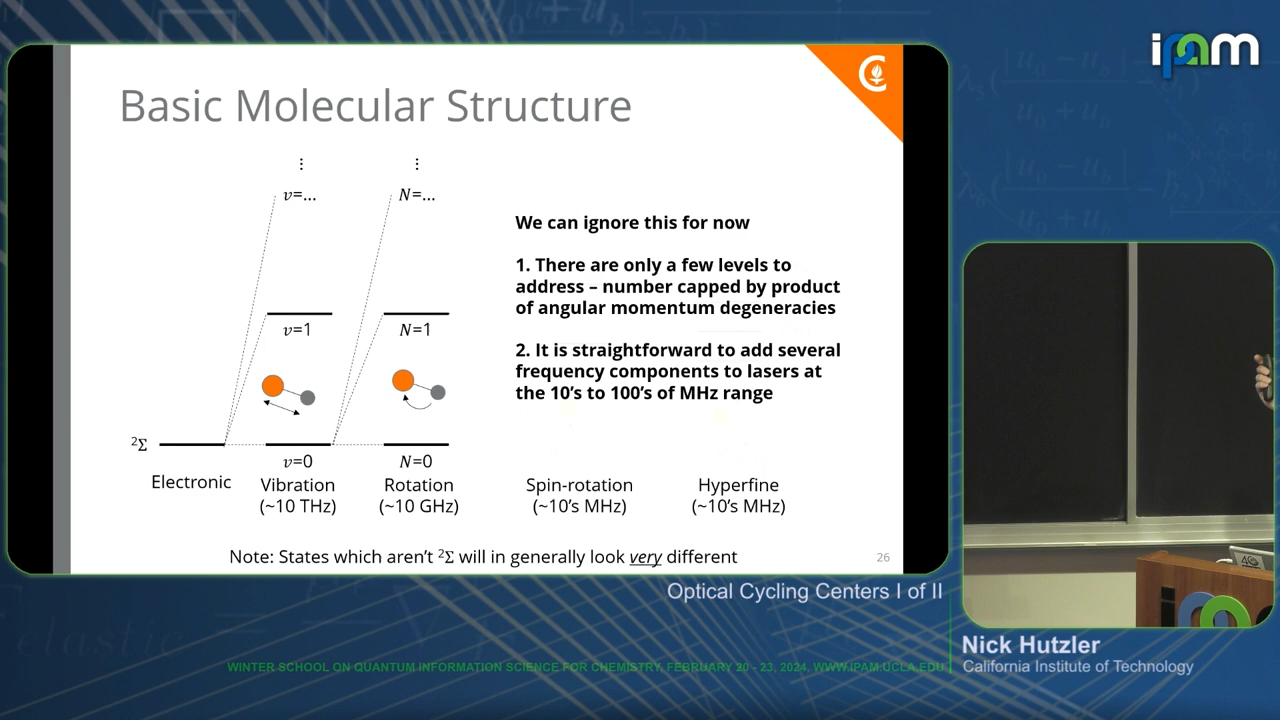 ipam
Basic Molecular Structure
⋮
⋮
v=...
N=...
We can ignore this for now
1. There are only a few levels to
address – number capped by product
of angular momentum degeneracies
v=1
N=1
2. It is straightforward to add several
frequency components to lasers at
the 10's to 100's of MHz range
²Σ
v=0
N=0
Electronic
Vibration
(~10 THz)
Rotation
(~10 GHz)
Spin-rotation
(~10's MHz)
Hyperfine
(~10's MHz)
Note: States which aren't ²Σ will in generally look very different
26
Optical Cycling Centers I of II
Nick Hutzler
California Institute of Technology
WINTER SCHOOL ON QUANTUM INFORMATION SCIENCE FOR CHEMISTRY, FEBRUARY 20 - 23, 2024, WWW.IPAM.UCLA.EDU
elastic